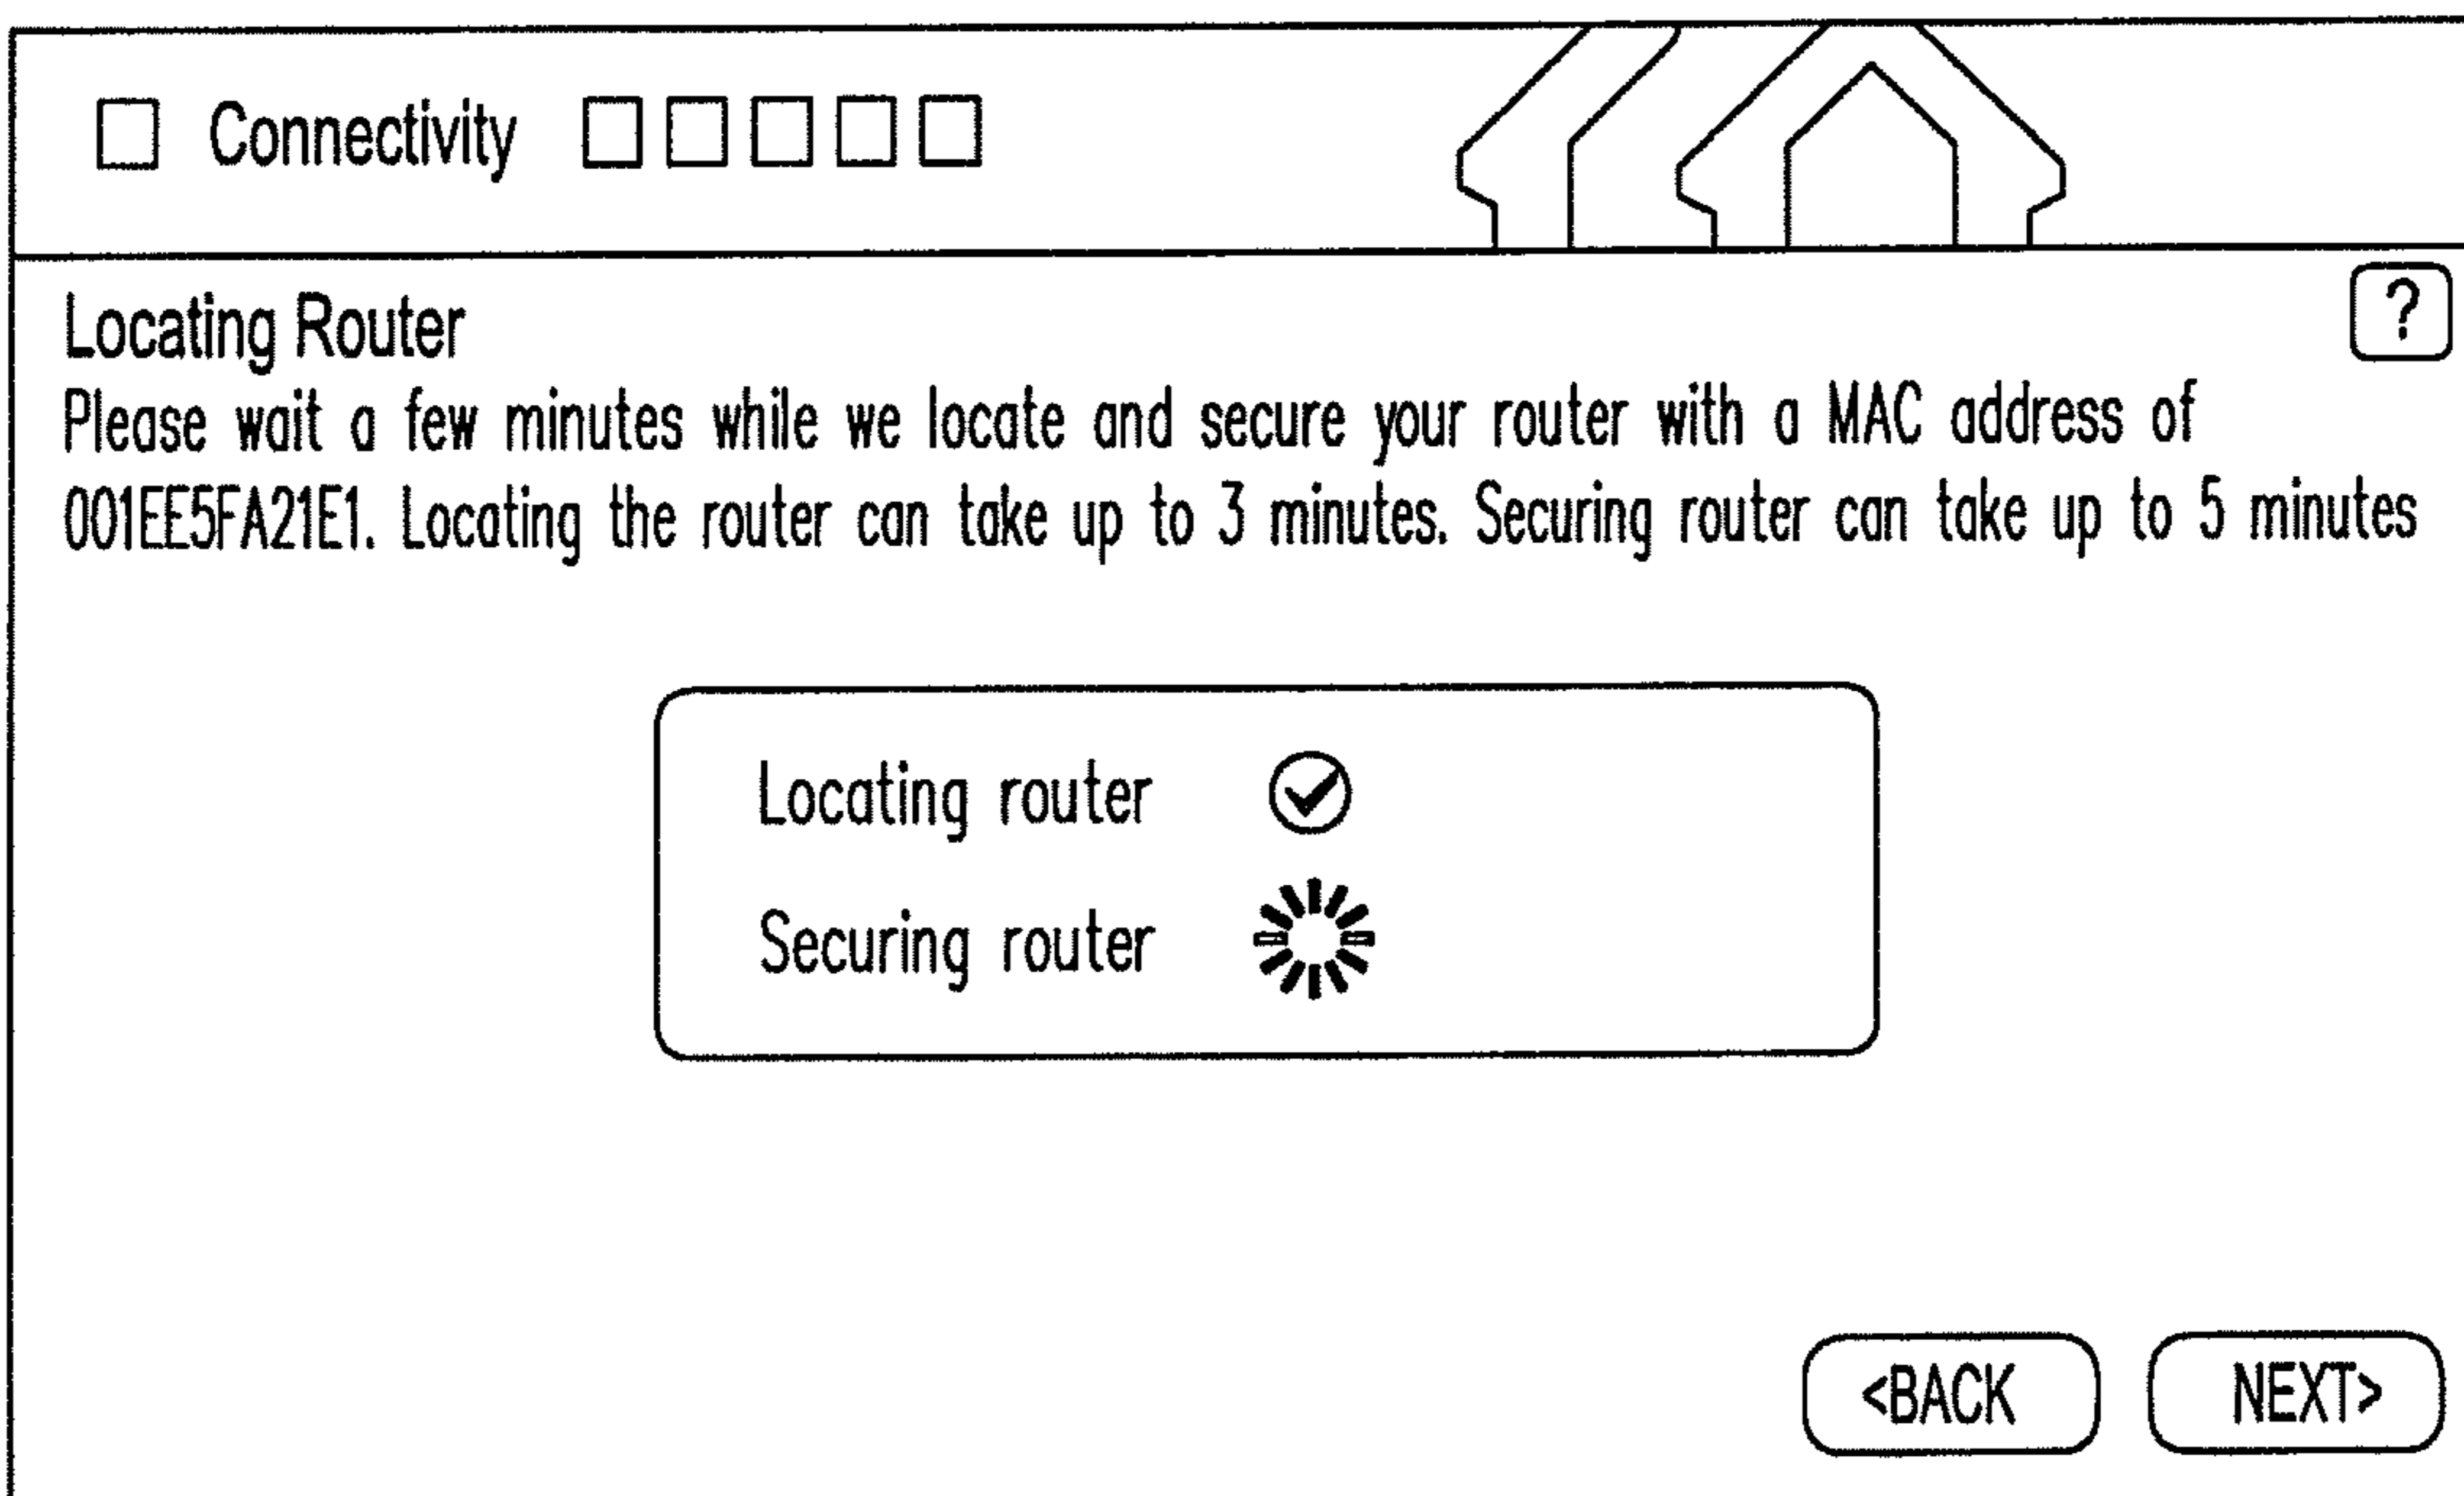 Connectivity
Locating Router
?
Please wait a few minutes while we locate and secure your router with a MAC address of
001EE5FA21E1. Locating the router can take up to 3 minutes. Securing router can take up to 5 minutes
Locating router
Securing router
<BACK NEXT>